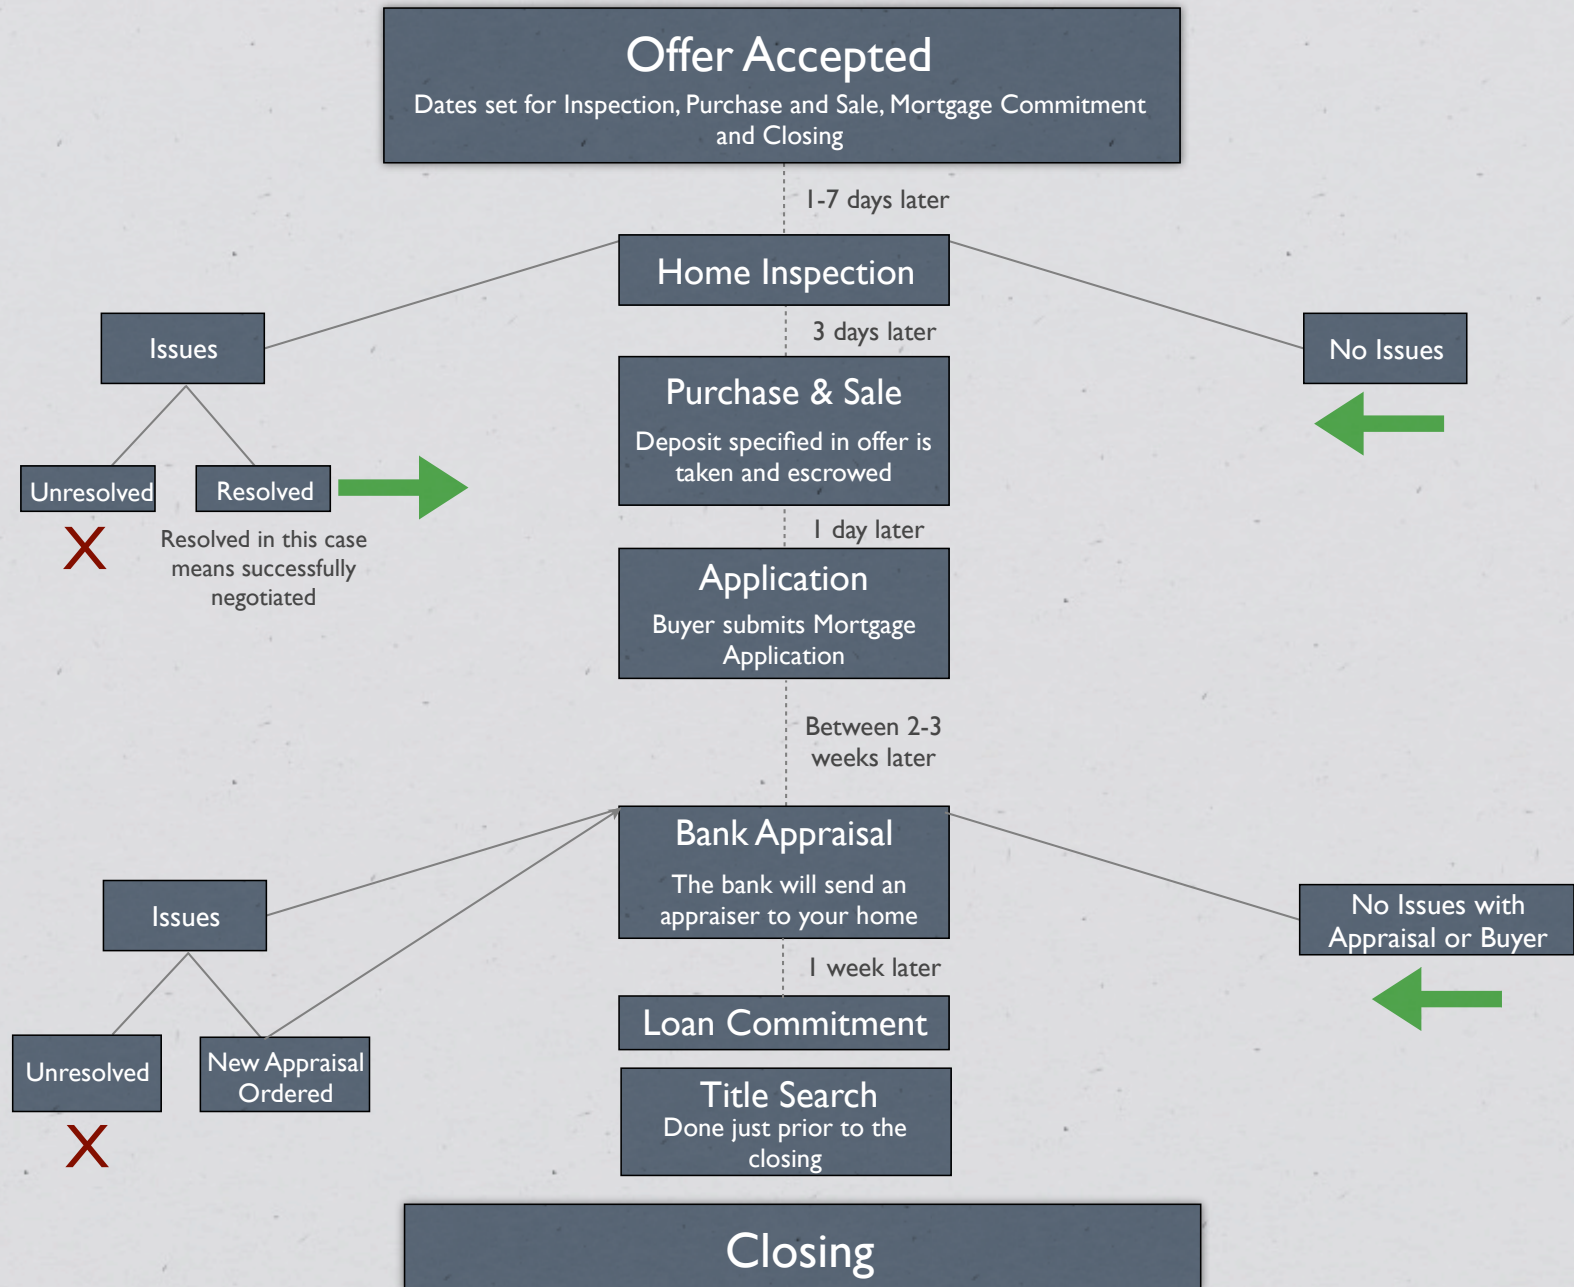 Offer Accepted
Dates set for Inspection, Purchase and Sale, Mortgage Commitment
and Closing
1-7 days later
Home Inspection
3 days later
Issues
No Issues
Purchase & Sale
Deposit specified in offer is
taken and escrowed
Unresolved
Resolved
X
Resolved in this case
means successfully
negotiated
1 day later
Application
Buyer submits Mortgage
Application
Between 2-3
weeks later
Bank Appraisal
The bank will send an
appraiser to your home
Issues
No Issues with
Appraisal or Buyer
1 week later
Loan Commitment
Unresolved
New Appraisal
Ordered
X
Title Search
Done just prior to the
closing
Closing